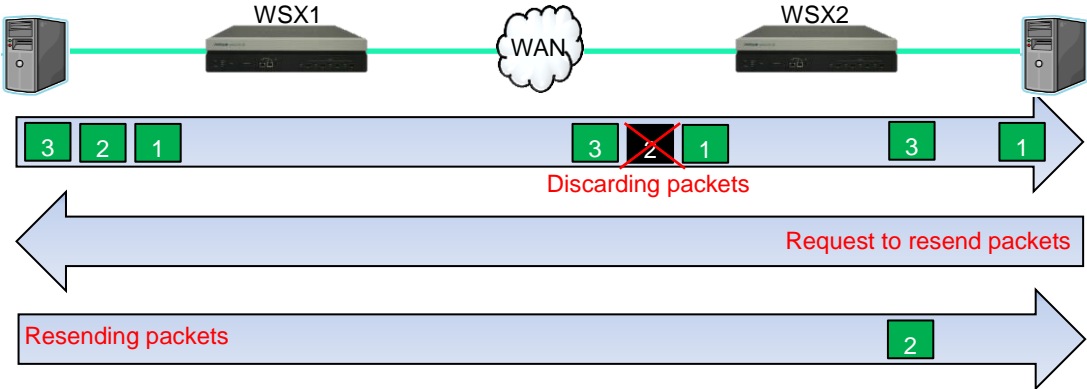 WSX1
WSX2
WAN
3 2 1 3 2 1 3 1
Discarding packets
Request to resend packets
Resending packets
2